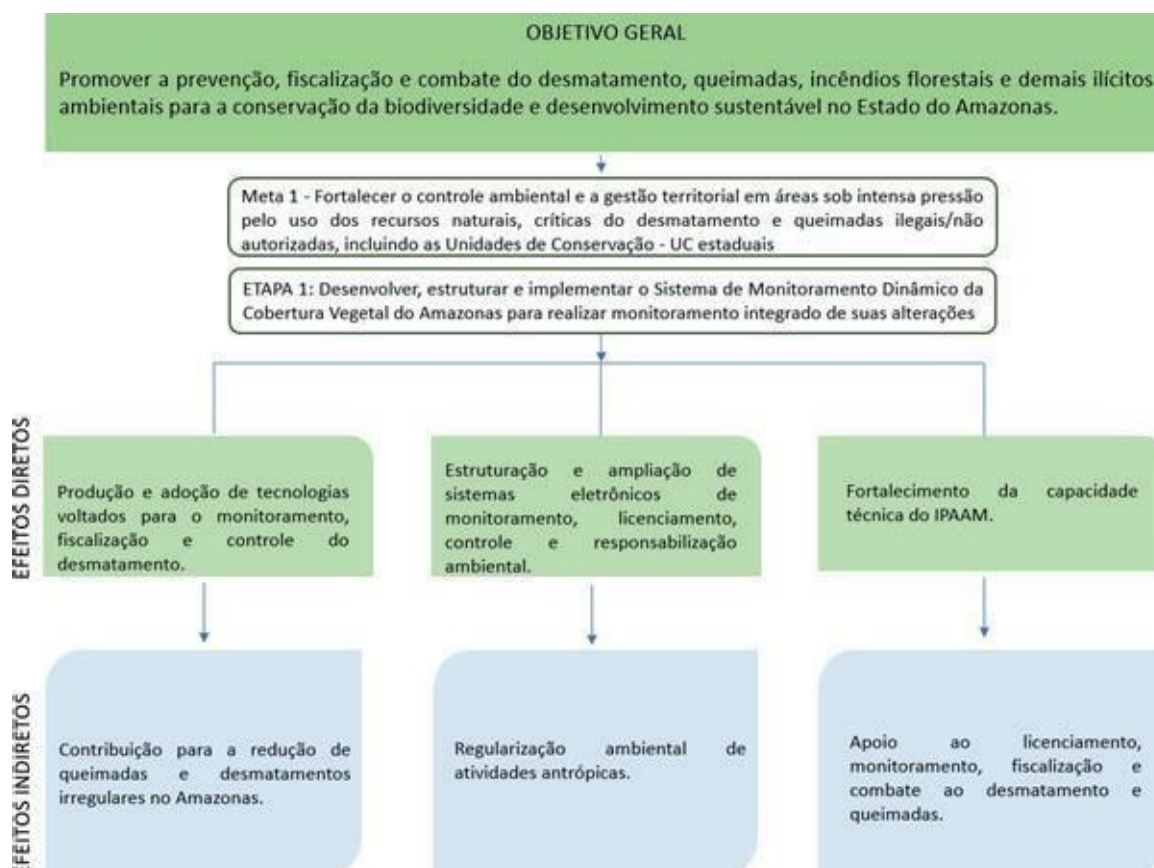 OBJETIVO GERAL
Promover a prevenção, fiscalização e combate do desmatamento, queimadas, incêndios florestais e demais ilícitos
ambientais para a conservação da biodiversidade e desenvolvimento sustentável no Estado do Amazonas.
Meta 1 - Fortalecer o controle ambiental e a gestão territorial em áreas sob intensa pressão
pelo uso dos recursos naturais, críticas do desmatamento e queimadas ilegais/não
autorizadas, incluindo as Unidades de Conservação - UC estaduais
ETAPA 1: Desenvolver, estruturar e implementar o Sistema de Monitoramento Dinâmico da
Cobertura Vegetal do Amazonas para realizar monitoramento integrado de suas alterações
EFEITOS DIRETOS
Produção e adoção de tecnologias
voltados para o monitoramento,
fiscalização e controle do
desmatamento.
Estruturação e ampliação de
sistemas eletrônicos de
monitoramento, licenciamento,
controle e responsabilização
ambiental.
Fortalecimento da capacidade
técnica do IPAAM.
EFEITOS INDIRETOS
Contribuição para a redução de
queimadas e desmatamentos
irregulares no Amazonas.
Regularização ambiental de
atividades antrópicas.
Apoio ao licenciamento,
monitoramento, fiscalização e
combate ao desmatamento e
queimadas.